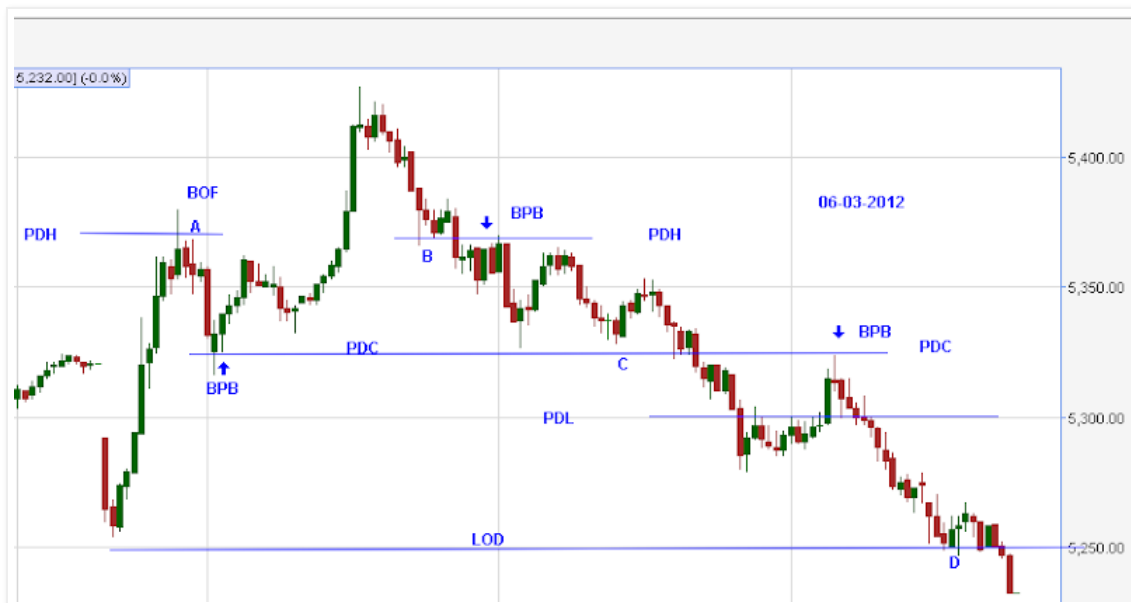 5,232.00] (-0.0%)
5,400.00
BOF
06-03-2012
BPB
PDH
A
PDH
B
5,350.00
BPB
PDC
PDC
C
BPB
PDL
5,300.00
LOD
5,250.00
D